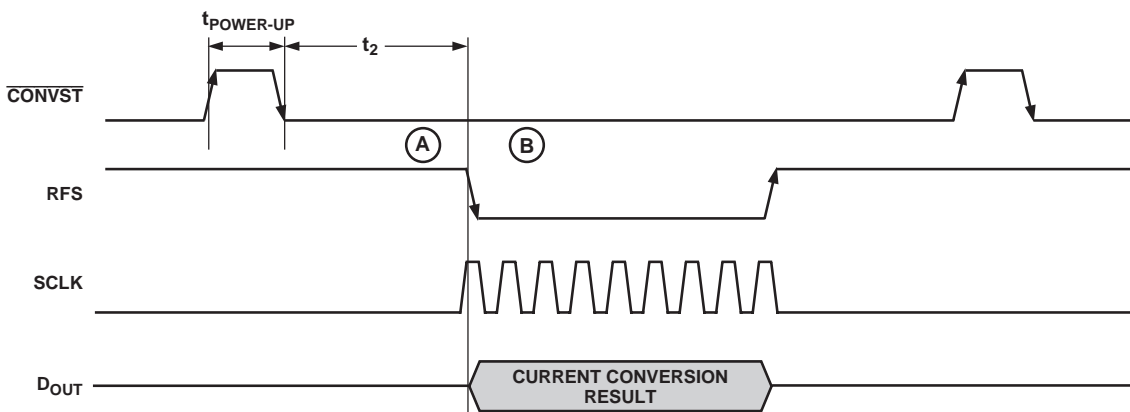 tPOWER-UP
t2
CONVST
A
B
RFS
SCLK
DOUT
CURRENT CONVERSION
RESULT